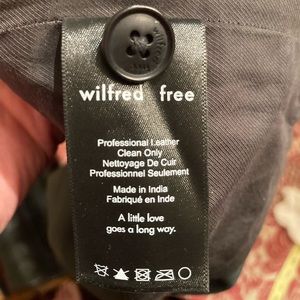 wilfred free
Professional Leather
Clean Only
Nettoyage De Cuir
Professionnel Seulement
Made in India
Fabriqué en Inde
A little love
goes a long way.